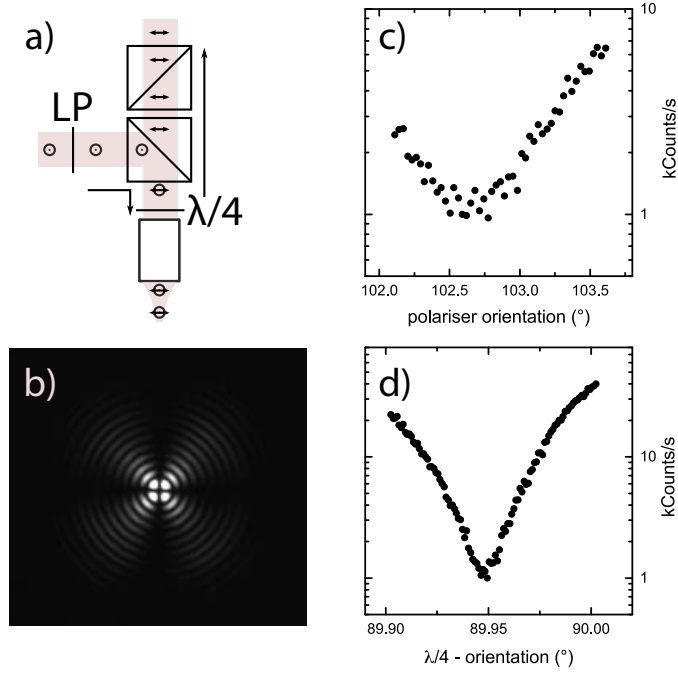 a)
LP
λ/4
b)
c)
10
1
kCounts/s
102.0 102.5 103.0 103.5
polariser orientation (°)
d)
10
1
kCounts/s
89.90 89.95 90.00
λ/4 - orientation (°)